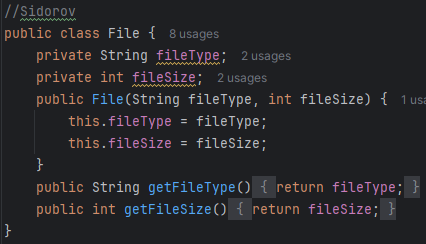 //Sidorov
public class File {  8 usages
    private String fileType;  2 usages
    private int fileSize;  2 usages
    public File(String fileType, int fileSize) {  1 usa
        this.fileType = fileType;
        this.fileSize = fileSize;
    }
    public String getFileType() { return fileType; }
    public int getFileSize() { return fileSize; }
}